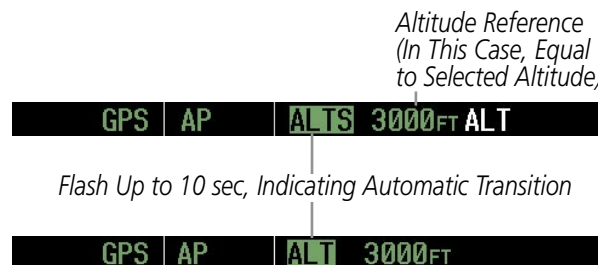 Altitude Reference
(In This Case, Equal
to Selected Altitude)
GPS AP ALTS 3000FT ALT
Flash Up to 10 sec, Indicating Automatic Transition
GPS AP ALT 3000FT